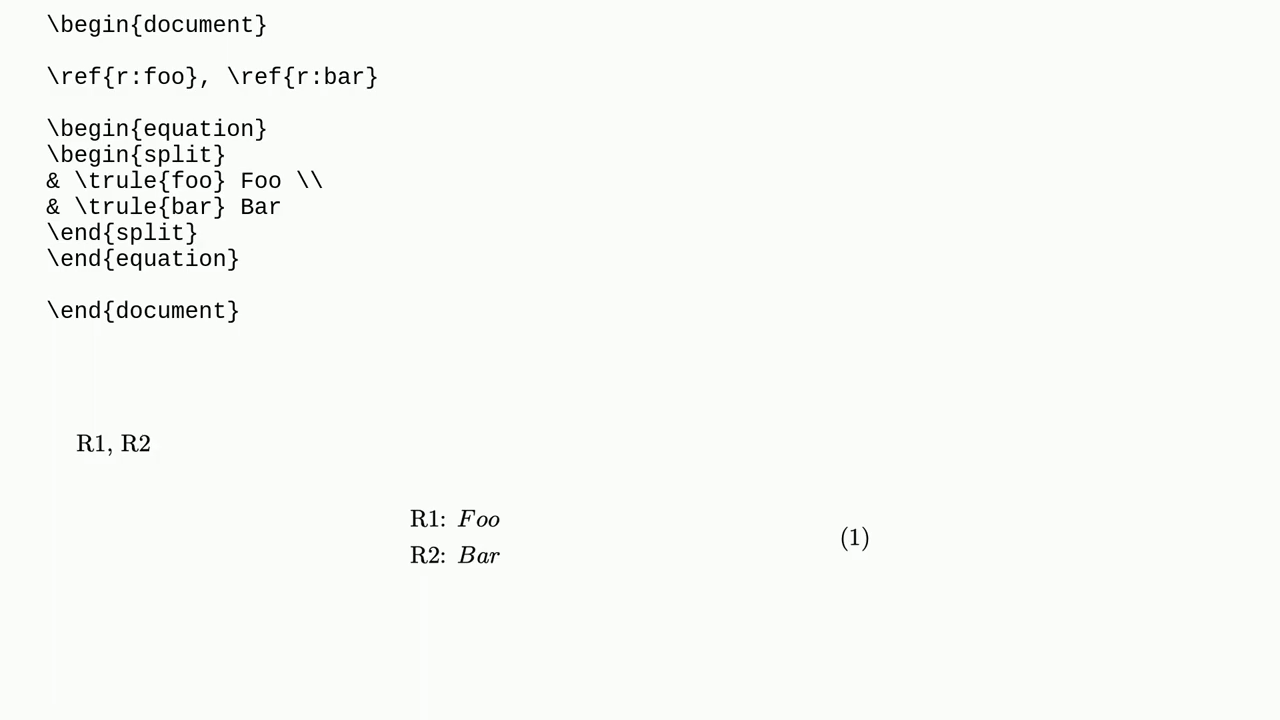 \begin{document}
\ref{r:foo}, \ref{r:bar}
\begin{equation}
\begin{split}
& \trule{foo} Foo \\
& \trule{bar} Bar
\end{split}
\end{equation}
\end{document}
R1, R2
R1: Foo
(1)
R2: Bar